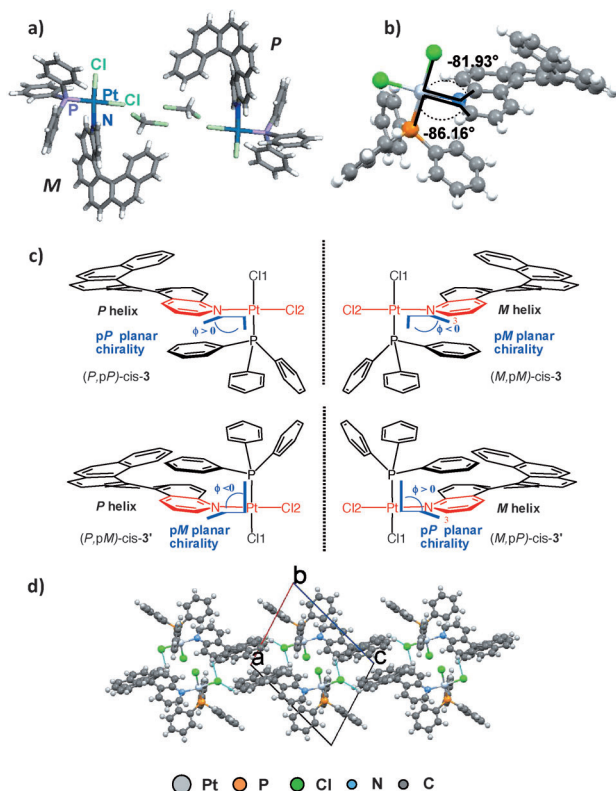 a)
P
Cl
Cl
Pt
P
N
M
b)
-81.93°
-86.16°
c)
Cl1
Cl1
N
Pt
Cl2
Cl2
Pt
N
3
P helix
ϕ > 0
ϕ<0
M helix
pP planar
chirality
P
P
pM planar
chirality
(P,pP)-cis-3
(M,pM)-cis-3
P
P
P helix
ϕ <0
ϕ > 0
M helix
N
Pt
Cl2
Cl2
Pt
N
3
(P,pM)-cis-3'
pM planar
chirality
Cl1
Cl1
pP planar
chirality
(M,pP)-cis-3'
d)
b
a
c
Pt P Cl N C